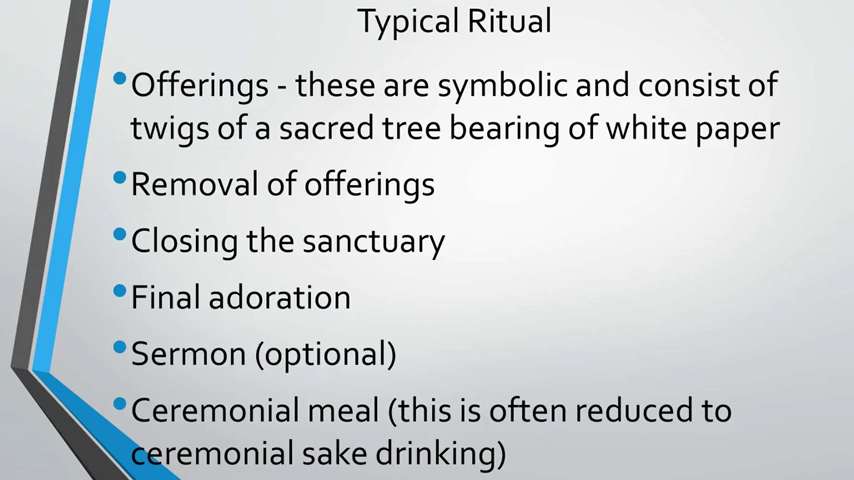 Typical Ritual
•Offerings - these are symbolic and consist of
twigs of a sacred tree bearing of white paper
•Removal of offerings
•Closing the sanctuary
•Final adoration
•Sermon (optional)
•Ceremonial meal (this is often reduced to
ceremonial sake drinking)